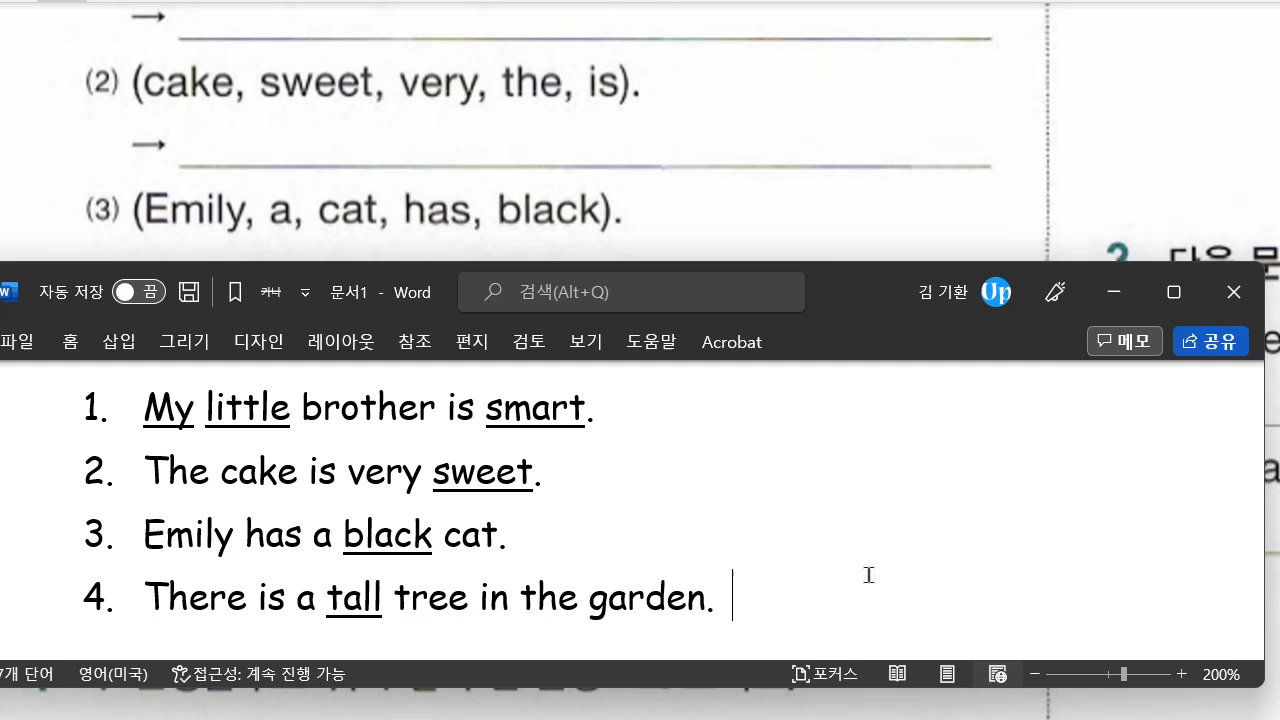 →
(2) (cake, sweet, very, the, is).
→
(3) (Emily, a, cat, has, black).
자동 저장 끔 문서1 - Word 검색(Alt+Q) 김 기환 Up
파일 홈 삽입 그리기 디자인 레이아웃 참조 편지 검토 보기 도움말 Acrobat 메모 공유
1. My little brother is smart.
2. The cake is very sweet.
3. Emily has a black cat.
4. There is a tall tree in the garden.
7개 단어 영어(미국) 접근성: 계속 진행 가능 포커스 200%